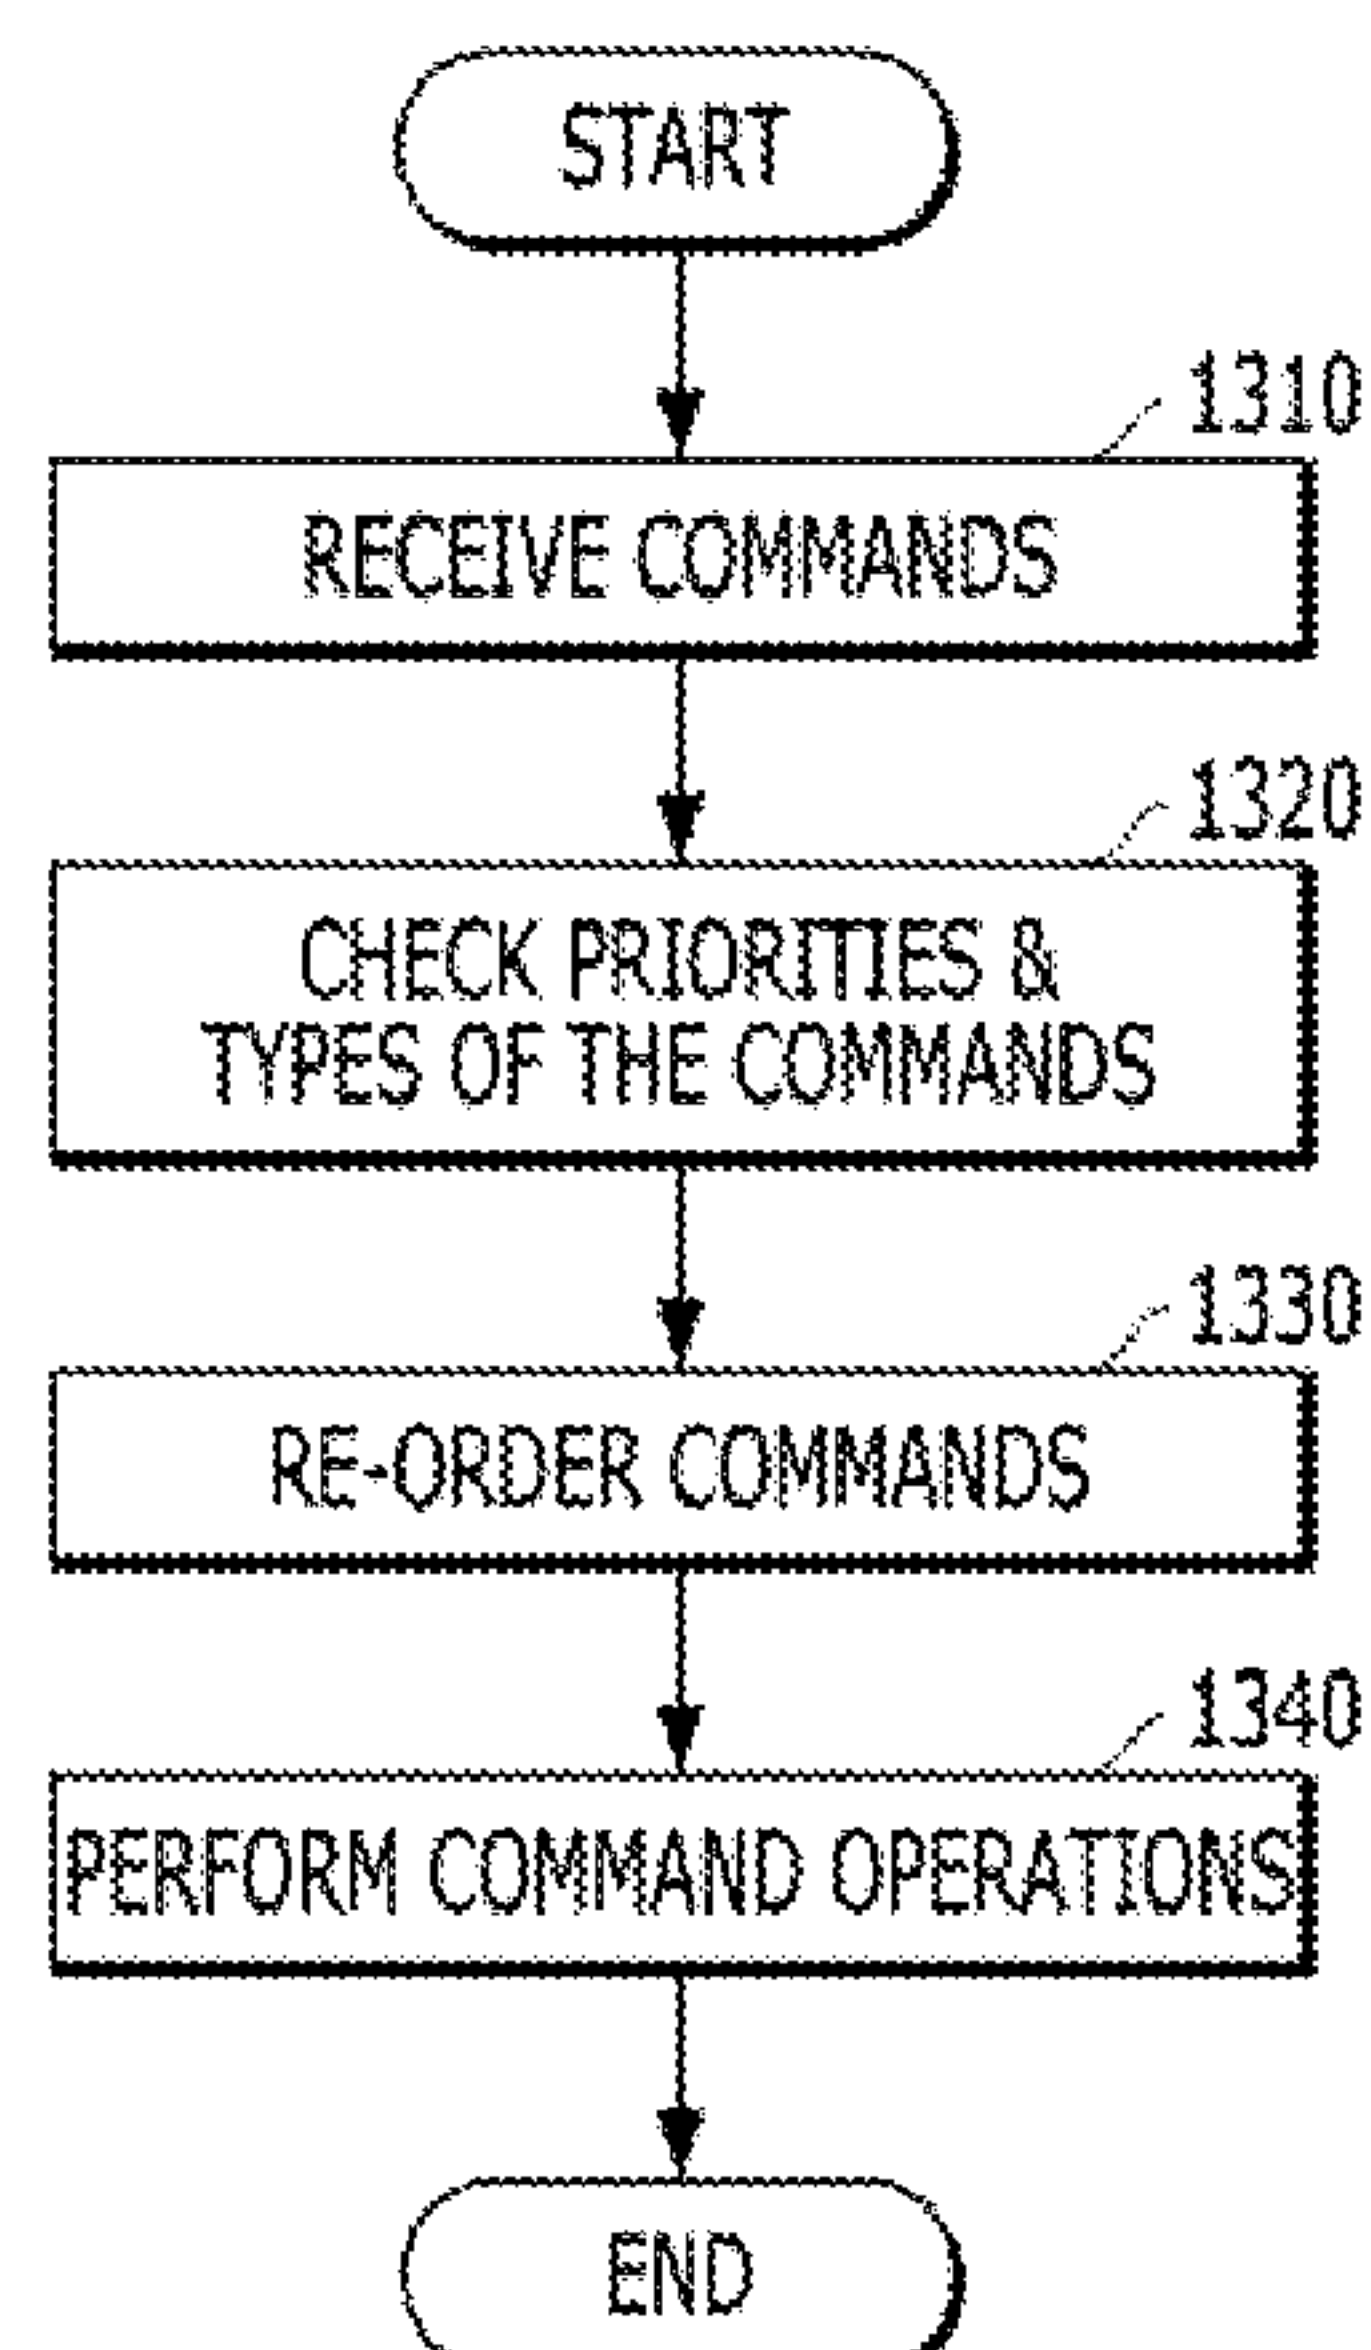 START
1310
RECEIVE COMMANDS
1320
CHECK PRIORITIES &
TYPES OF THE COMMANDS
1330
RE-ORDER COMMANDS
1340
PERFORM COMMAND OPERATIONS
END